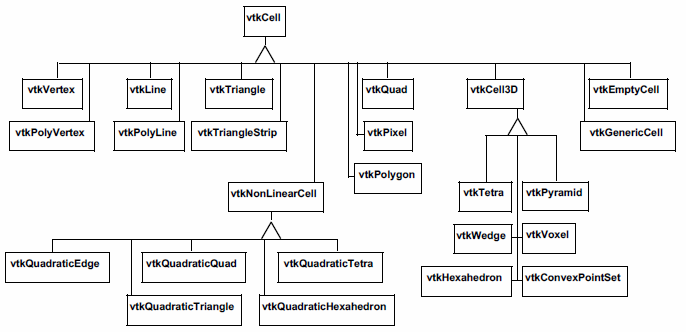 vtkCell
vtkVertex
vtkLine
vtkTriangle
vtkQuad
vtkCell3D
vtkEmptyCell
vtkPolyVertex
vtkPolyLine
vtkTriangleStrip
vtkPixel
vtkGenericCell
vtkPolygon
vtkNonLinearCell
vtkTetra
vtkPyramid
vtkWedge
vtkVoxel
vtkQuadraticEdge
vtkQuadraticQuad
vtkQuadraticTetra
vtkHexahedron
vtkConvexPointSet
vtkQuadraticTriangle
vtkQuadraticHexahedron